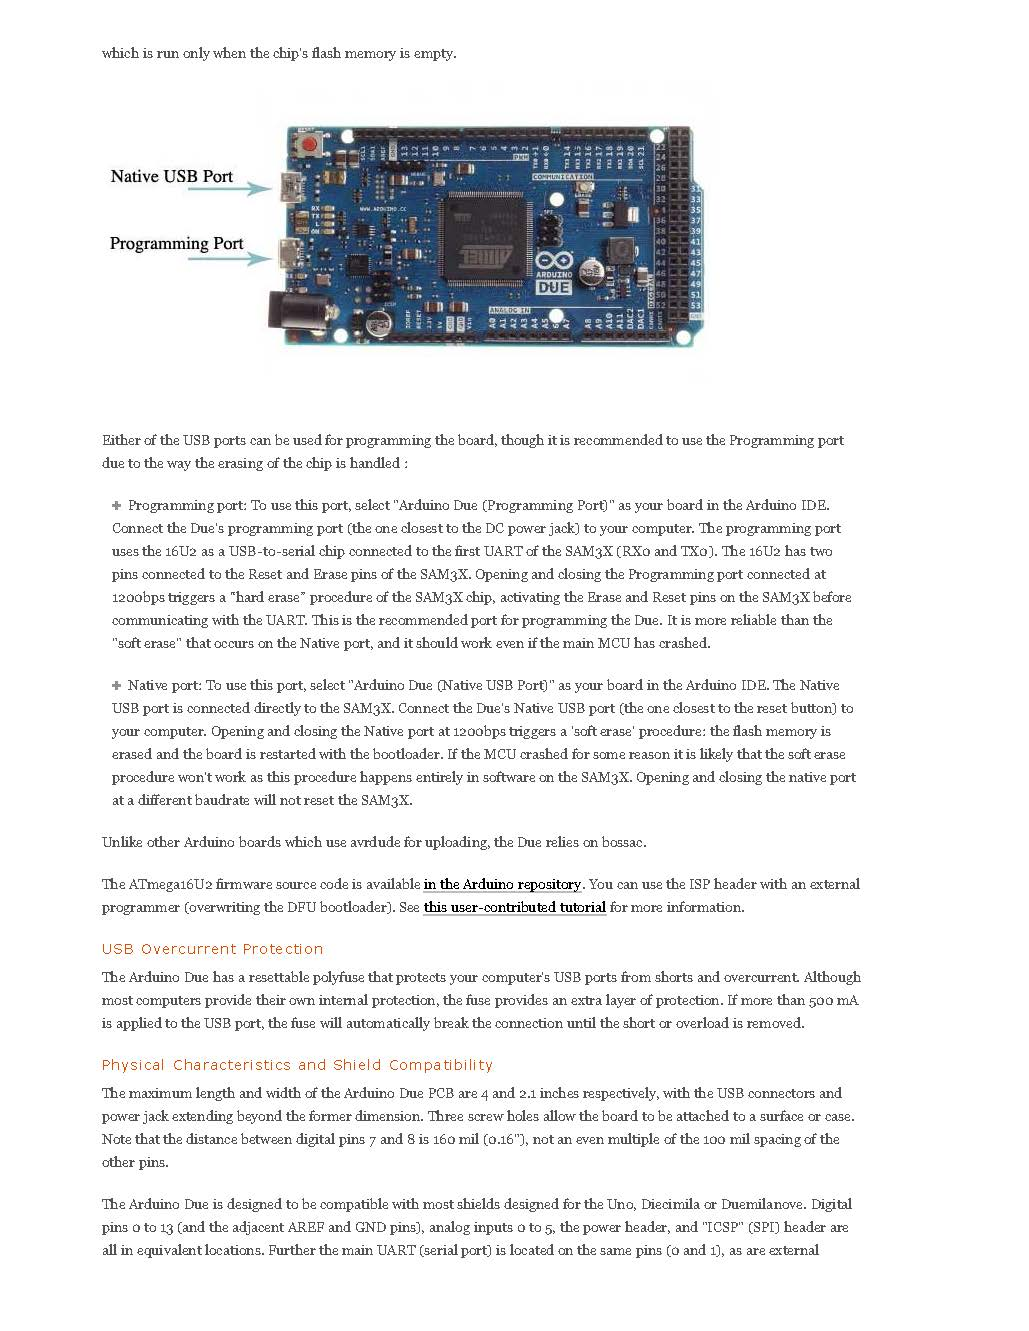 which is run only when the chip's flash memory is empty.
Native USB Port
Programming Port
RESET
RX
TX
L
ON
WWW.ARDUINO.CC
PWM
COMMUNICATION
SPI
ICSP
ARDUINO
DUE
ANALOG IN
DIGITAL
Either of the USB ports can be used for programming the board, though it is recommended to use the Programming port
due to the way the erasing of the chip is handled :
+ Programming port: To use this port, select "Arduino Due (Programming Port)" as your board in the Arduino IDE.
Connect the Due's programming port (the one closest to the DC power jack) to your computer. The programming port
uses the 16U2 as a USB-to-serial chip connected to the first UART of the SAM3X (RX0 and TX0). The 16U2 has two
pins connected to the Reset and Erase pins of the SAM3X. Opening and closing the Programming port connected at
1200bps triggers a "hard erase" procedure of the SAM3X chip, activating the Erase and Reset pins on the SAM3X before
communicating with the UART. This is the recommended port for programming the Due. It is more reliable than the
"soft erase" that occurs on the Native port, and it should work even if the main MCU has crashed.
+ Native port: To use this port, select "Arduino Due (Native USB Port)" as your board in the Arduino IDE. The Native
USB port is connected directly to the SAM3X. Connect the Due's Native USB port (the one closest to the reset button) to
your computer. Opening and closing the Native port at 1200bps triggers a 'soft erase' procedure: the flash memory is
erased and the board is restarted with the bootloader. If the MCU crashed for some reason it is likely that the soft erase
procedure won't work as this procedure happens entirely in software on the SAM3X. Opening and closing the native port
at a different baudrate will not reset the SAM3X.
Unlike other Arduino boards which use avrdude for uploading, the Due relies on bossac.
The ATmega16U2 firmware source code is available in the Arduino repository. You can use the ISP header with an external
programmer (overwriting the DFU bootloader). See this user-contributed tutorial for more information.
USB Overcurrent Protection
The Arduino Due has a resettable polyfuse that protects your computer's USB ports from shorts and overcurrent. Although
most computers provide their own internal protection, the fuse provides an extra layer of protection. If more than 500 mA
is applied to the USB port, the fuse will automatically break the connection until the short or overload is removed.
Physical Characteristics and Shield Compatibility
The maximum length and width of the Arduino Due PCB are 4 and 2.1 inches respectively, with the USB connectors and
power jack extending beyond the former dimension. Three screw holes allow the board to be attached to a surface or case.
Note that the distance between digital pins 7 and 8 is 160 mil (0.16"), not an even multiple of the 100 mil spacing of the
other pins.
The Arduino Due is designed to be compatible with most shields designed for the Uno, Diecimila or Duemilanove. Digital
pins 0 to 13 (and the adjacent AREF and GND pins), analog inputs 0 to 5, the power header, and "ICSP" (SPI) header are
all in equivalent locations. Further the main UART (serial port) is located on the same pins (0 and 1), as are external